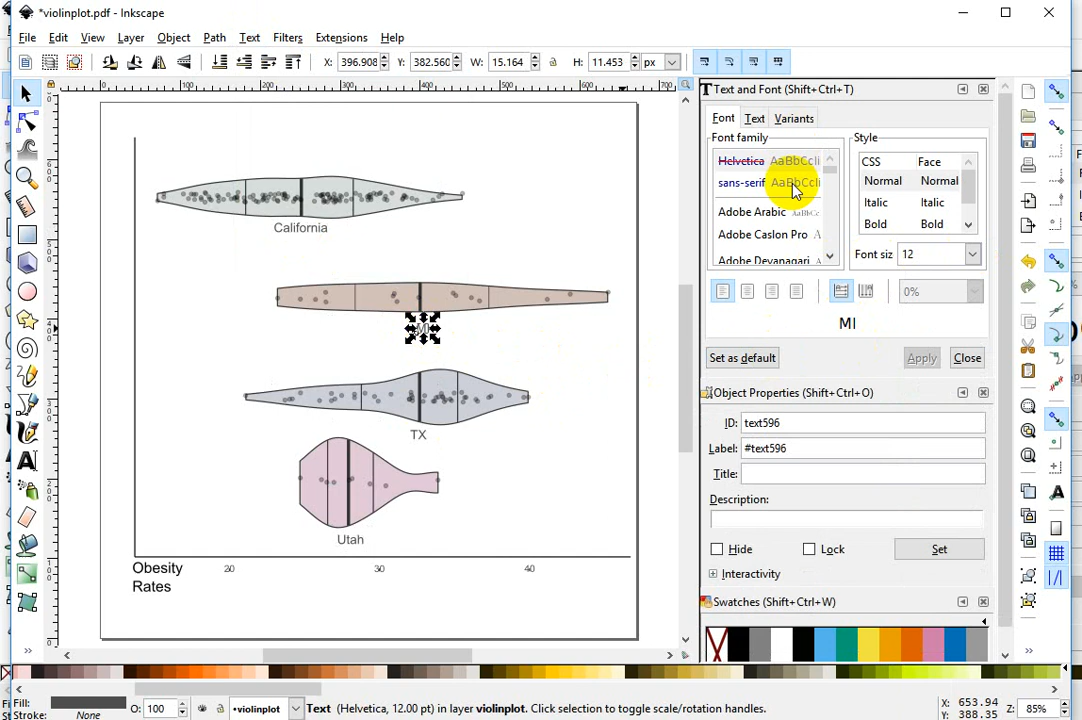 *violinplot.pdf - Inkscape
File Edit View Layer Object Path Text Filters Extensions Help
X: 396.908 Y: 382.560 W: 15.164 H: 11.453 px
Text and Font (Shift+Ctrl+T)
Font Text Variants
Font family Style
Helvetica AaBbCcIi CSS Face
sans-serif AaBbCcIi Normal Normal
Adobe Arabic AaBbCc Italic Italic
Adobe Caslon Pro A Bold Bold
Adobe Devanagari Font siz 12
0%
MI
Set as default Apply Close
Object Properties (Shift+Ctrl+O)
ID: text596
Label: #text596
Title:
Description:
Hide Lock Set
Interactivity
Swatches (Shift+Ctrl+W)
California
MI
TX
Utah
Obesity
Rates
20 30 40
Fill: O: 100 •violinplot Text (Helvetica, 12.00 pt) in layer violinplot. Click selection to toggle scale/rotation handles. X: 653.94 Z: 85%
Stroke: None Y: 388.35